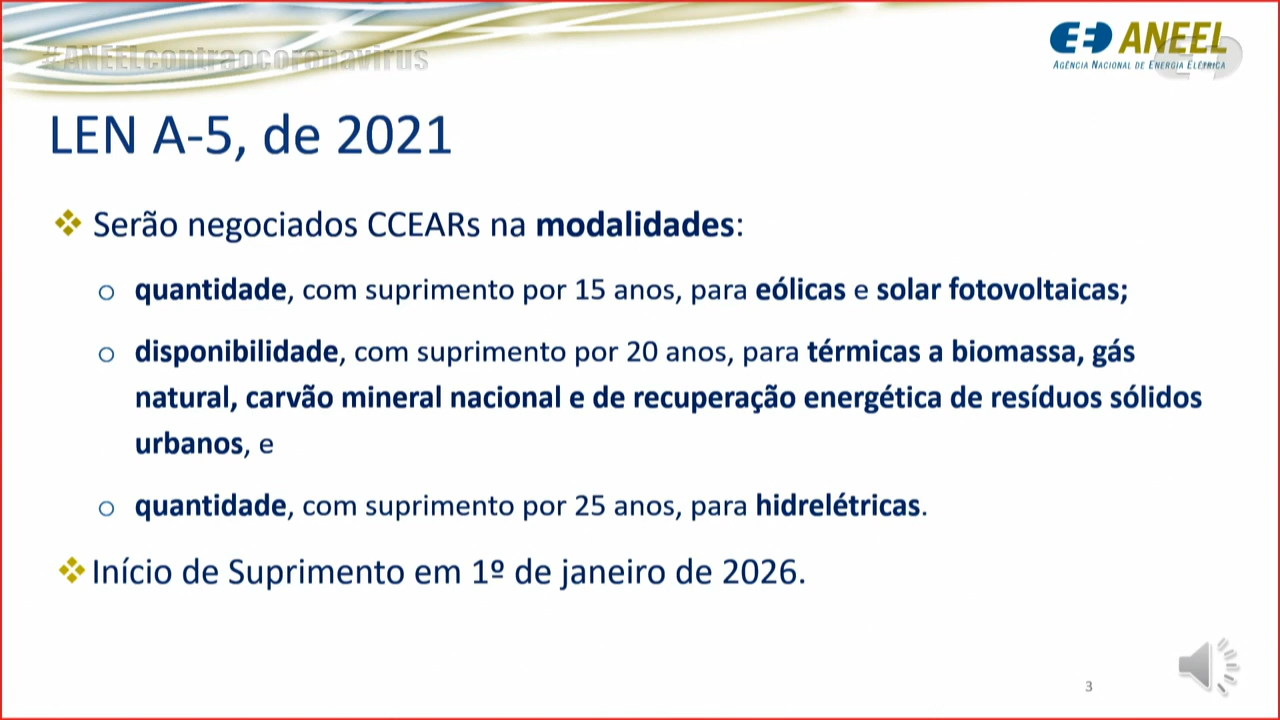 #ANEELcontraocoronavirus
ANEEL
AGÊNCIA NACIONAL DE ENERGIA ELÉTRICA
LEN A-5, de 2021
Serão negociados CCEARs na modalidades:
quantidade, com suprimento por 15 anos, para eólicas e solar fotovoltaicas;
disponibilidade, com suprimento por 20 anos, para térmicas a biomassa, gás
natural, carvão mineral nacional e de recuperação energética de resíduos sólidos
urbanos, e
quantidade, com suprimento por 25 anos, para hidrelétricas.
Início de Suprimento em 1º de janeiro de 2026.
3